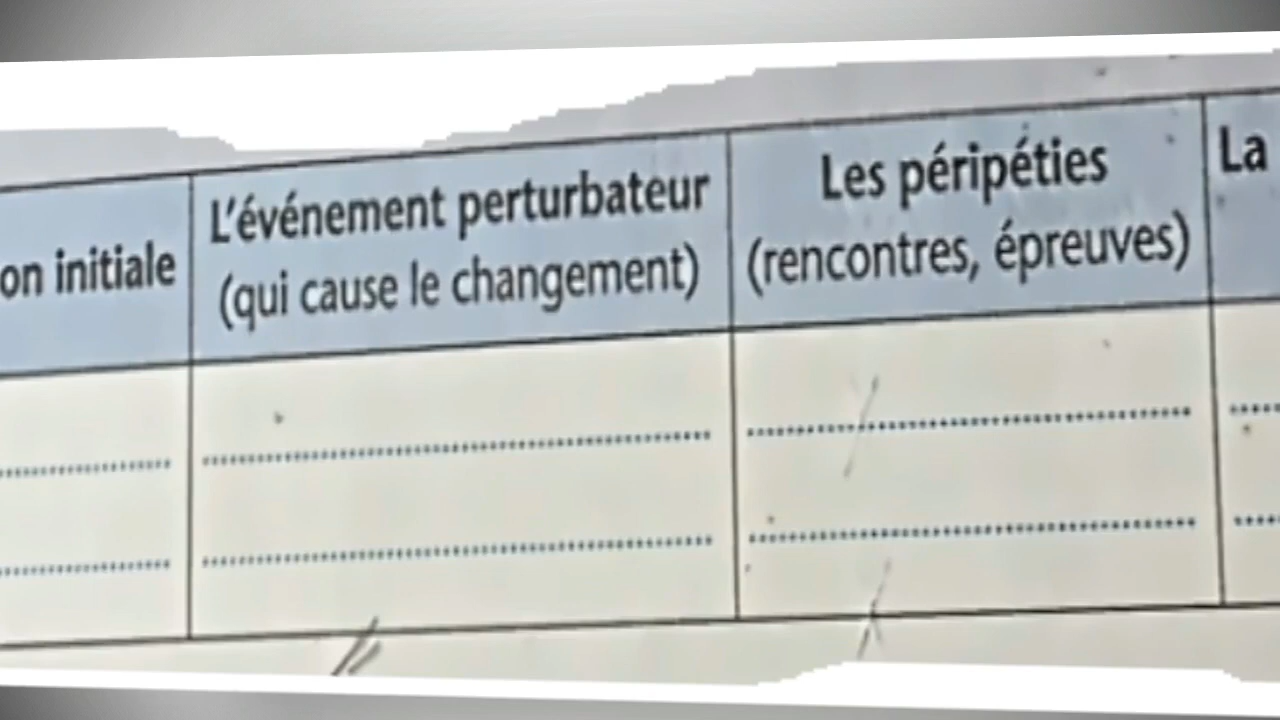 on initiale
L'événement perturbateur
(qui cause le changement)
Les péripéties
(rencontres, épreuves)
La